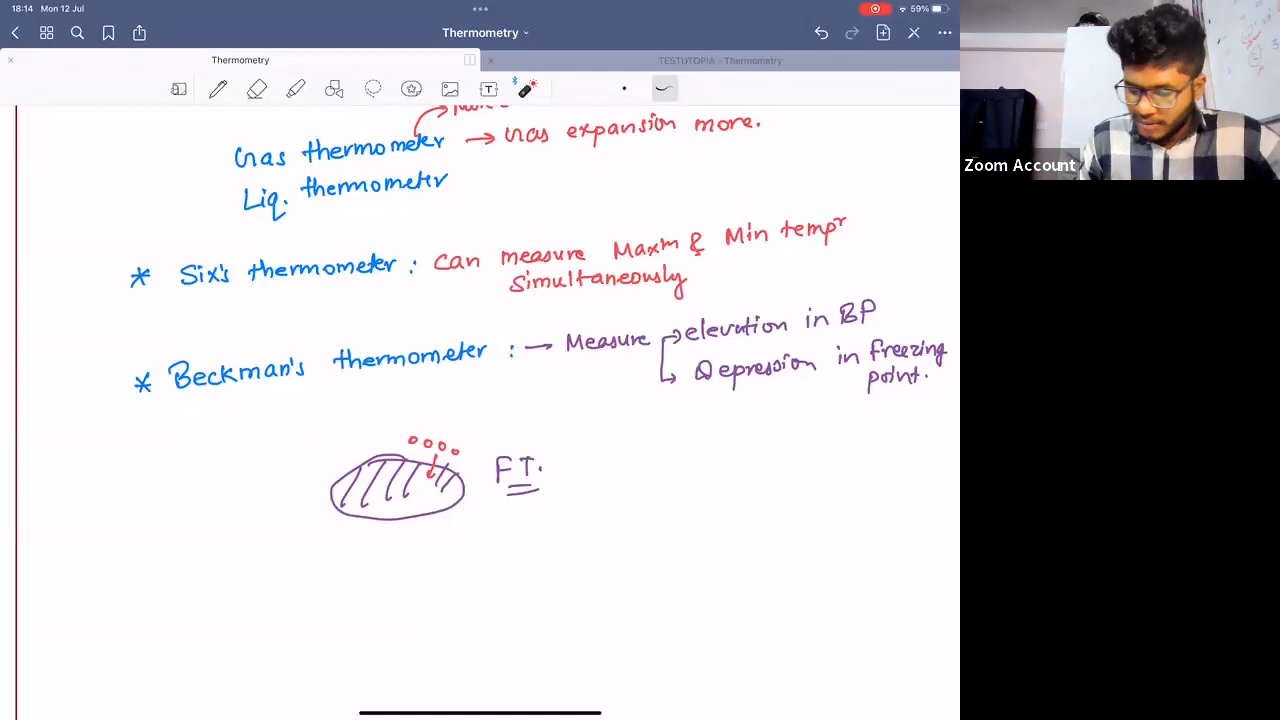 18:14 Mon 12 Jul
59%
Thermometry
Thermometry
TESTUTOPIA - Thermometry
Gas thermometer → Gas expansion more.
Liq. thermometer
* Six's thermometer : Can measure Maxm & Min tempr
Simultaneously
* Beckman's thermometer : → Measure → elevation in BP
→ Depression in freezing
point.
F T.
Zoom Account